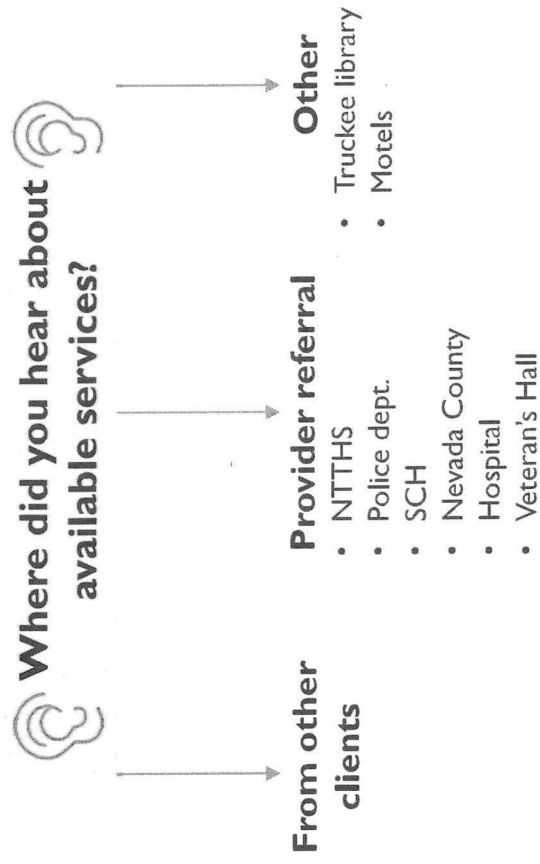 Where did you hear about
available services?
From other
clients
Provider referral
• NTTHS
• Police dept.
• SCH
• Nevada County
• Hospital
• Veteran's Hall
Other
• Truckee library
• Motels